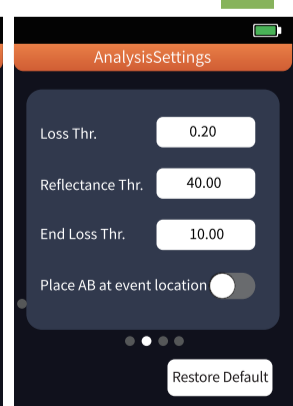 AnalysisSettings
Loss Thr. 0.20
Reflectance Thr. 40.00
End Loss Thr. 10.00
Place AB at event location
Restore Default